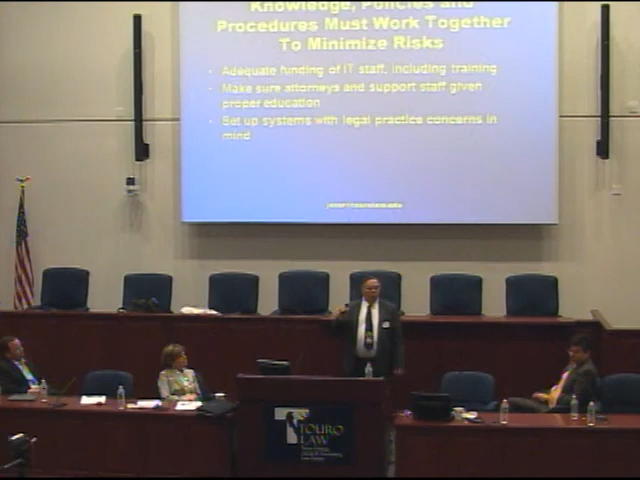 Knowledge, Policies and
Procedures Must Work Together
To Minimize Risks
- Adequate funding of IT staff, including training
- Make sure attorneys and support staff given
proper education
- Set up systems with legal practice concerns in
mind
TOURO
LAW